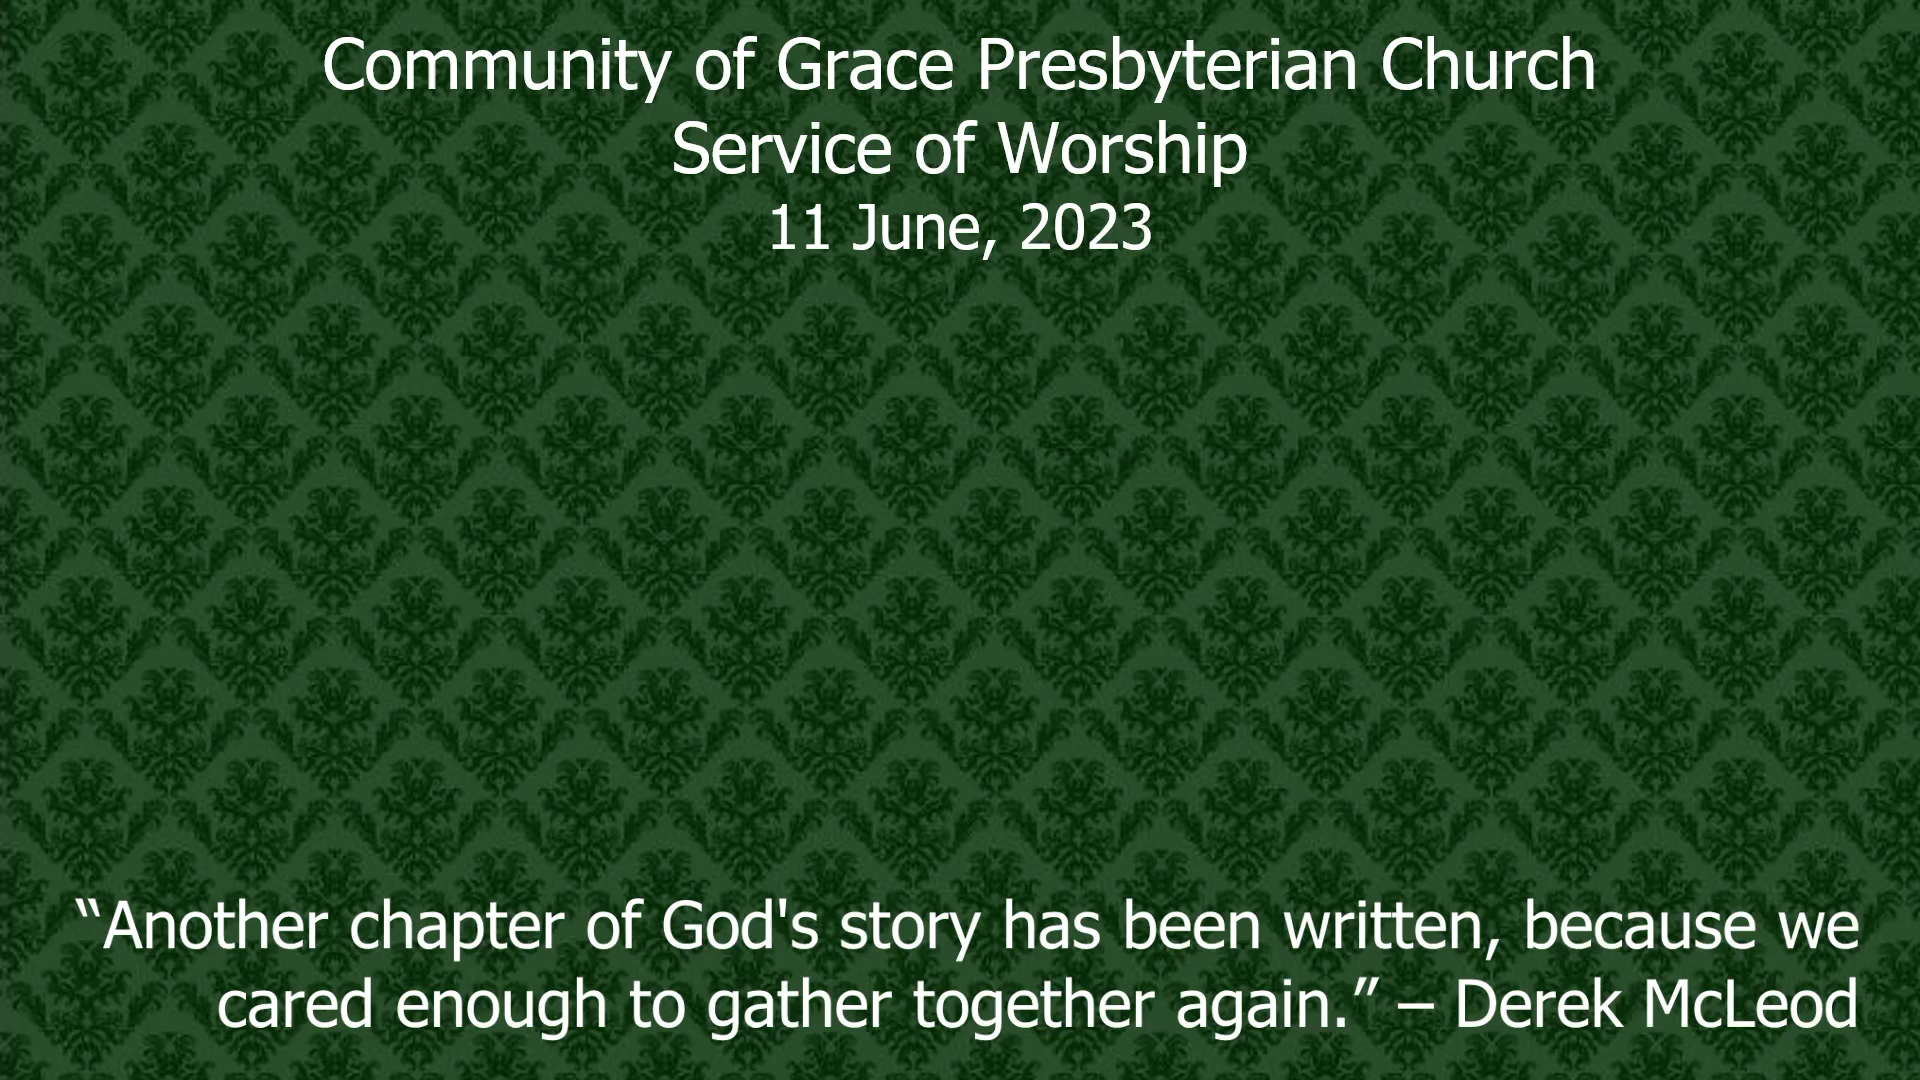 Community of Grace Presbyterian Church
Service of Worship
11 June, 2023
“Another chapter of God's story has been written, because we
cared enough to gather together again.” – Derek McLeod